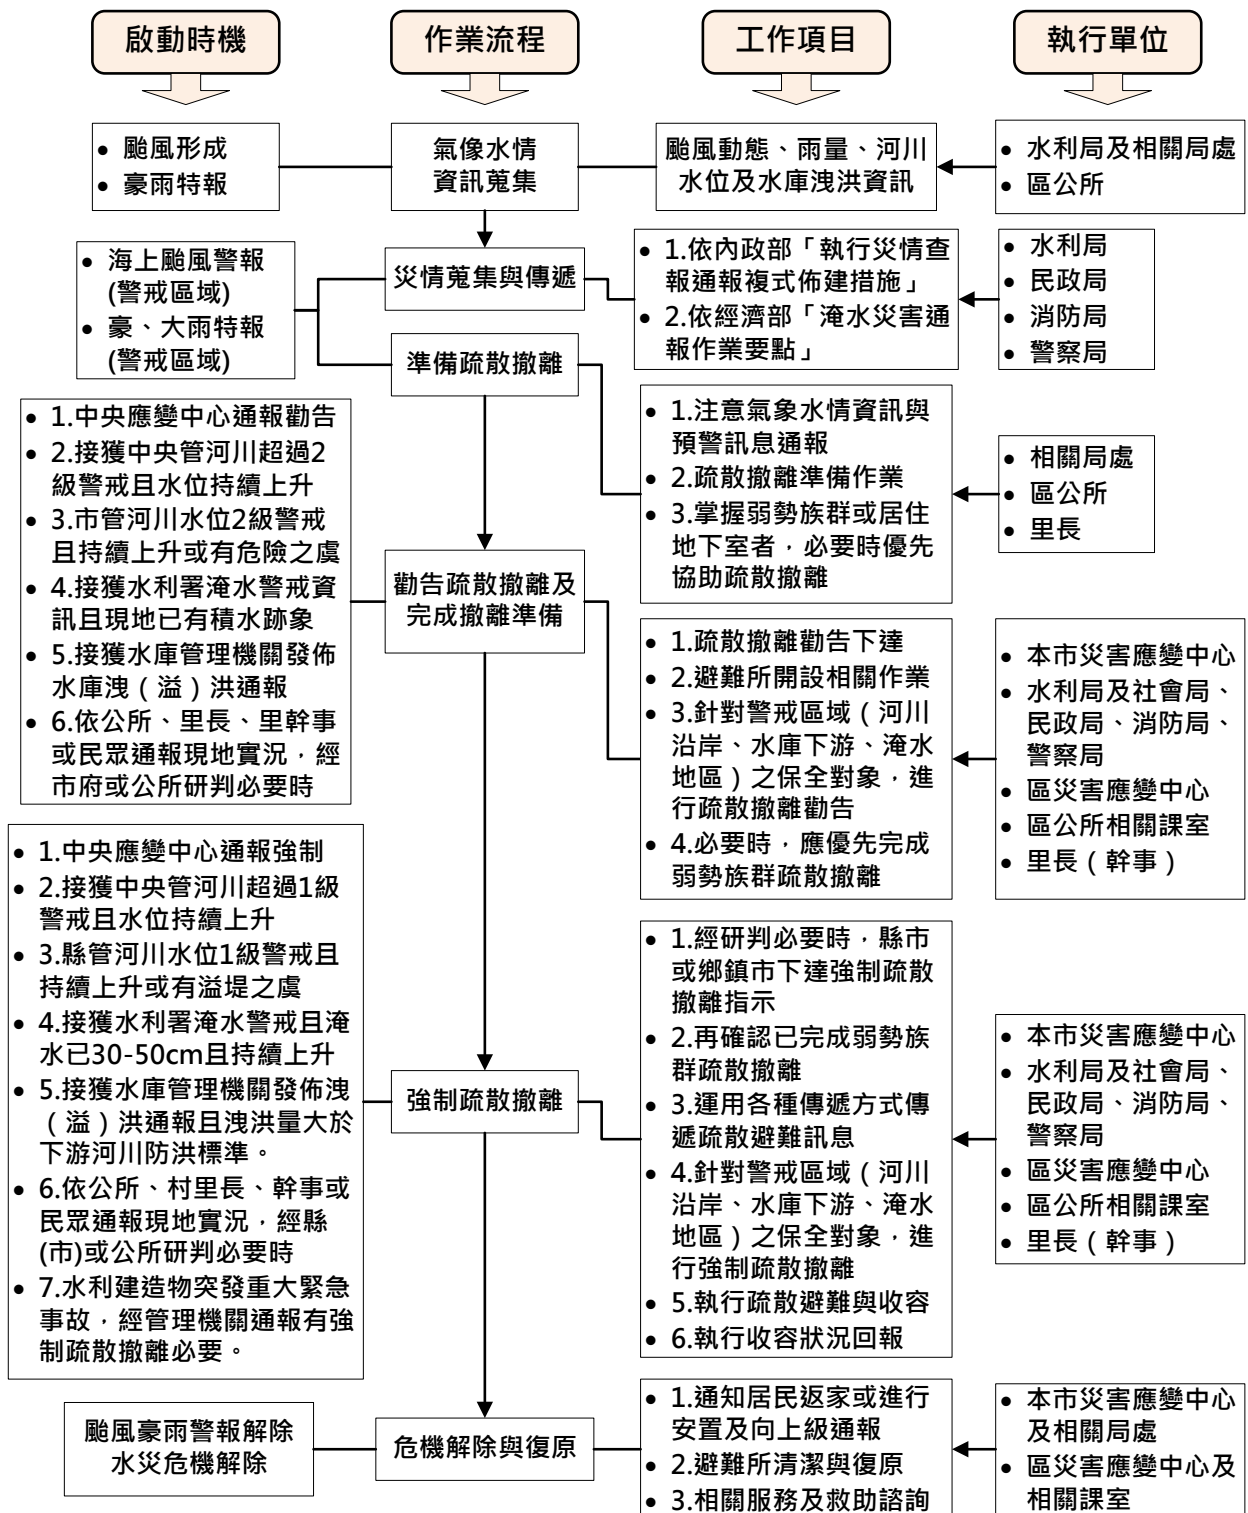 啟動時機
作業流程
工作項目
執行單位
• 颱風形成
• 豪雨特報
氣像水情
資訊蒐集
颱風動態、雨量、河川
水位及水庫洩洪資訊
• 水利局及相關局處
• 區公所
• 海上颱風警報
(警戒區域)
• 豪、大雨特報
(警戒區域)
災情蒐集與傳遞
• 1.依內政部「執行災情查
報通報複式佈建措施」
• 2.依經濟部「淹水災害通
報作業要點」
• 水利局
• 民政局
• 消防局
• 警察局
準備疏散撤離
• 1.注意氣象水情資訊與
預警訊息通報
• 2.疏散撤離準備作業
• 3.掌握弱勢族群或居住
地下室者，必要時優先
協助疏散撤離
• 相關局處
• 區公所
• 里長
• 1.中央應變中心通報勸告
• 2.接獲中央管河川超過2
級警戒且水位持續上升
• 3.市管河川水位2級警戒
且持續上升或有危險之虞
• 4.接獲水利署淹水警戒資
訊且現地已有積水跡象
• 5.接獲水庫管理機關發佈
水庫洩（溢）洪通報
• 6.依公所、里長、里幹事
或民眾通報現地實況，經
市府或公所研判必要時
勸告疏散撤離及
完成撤離準備
• 1.疏散撤離勸告下達
• 2.避難所開設相關作業
• 3.針對警戒區域（河川
沿岸、水庫下游、淹水
地區）之保全對象，進
行疏散撤離勸告
• 4.必要時，應優先完成
弱勢族群疏散撤離
• 本市災害應變中心
• 水利局及社會局、
民政局、消防局、
警察局
• 區災害應變中心
• 區公所相關課室
• 里長（幹事）
• 1.中央應變中心通報強制
• 2.接獲中央管河川超過1級
警戒且水位持續上升
• 3.縣管河川水位1級警戒且
持續上升或有溢堤之虞
• 4.接獲水利署淹水警戒且淹
水已30-50cm且持續上升
• 5.接獲水庫管理機關發佈洩
（溢）洪通報且洩洪量大於
下游河川防洪標準。
• 6.依公所、村里長、幹事或
民眾通報現地實況，經縣
(市)或公所研判必要時
• 7.水利建造物突發重大緊急
事故，經管理機關通報有強
制疏散撤離必要。
強制疏散撤離
• 1.經研判必要時，縣市
或鄉鎮市下達強制疏散
撤離指示
• 2.再確認已完成弱勢族
群疏散撤離
• 3.運用各種傳遞方式傳
遞疏散避難訊息
• 4.針對警戒區域（河川
沿岸、水庫下游、淹水
地區）之保全對象，進
行強制疏散撤離
• 5.執行疏散避難與收容
• 6.執行收容狀況回報
• 本市災害應變中心
• 水利局及社會局、
民政局、消防局、
警察局
• 區災害應變中心
• 區公所相關課室
• 里長（幹事）
颱風豪雨警報解除
水災危機解除
危機解除與復原
• 1.通知居民返家或進行
安置及向上級通報
• 2.避難所清潔與復原
• 3.相關服務及救助諮詢
• 本市災害應變中心
及相關局處
• 區災害應變中心及
相關課室